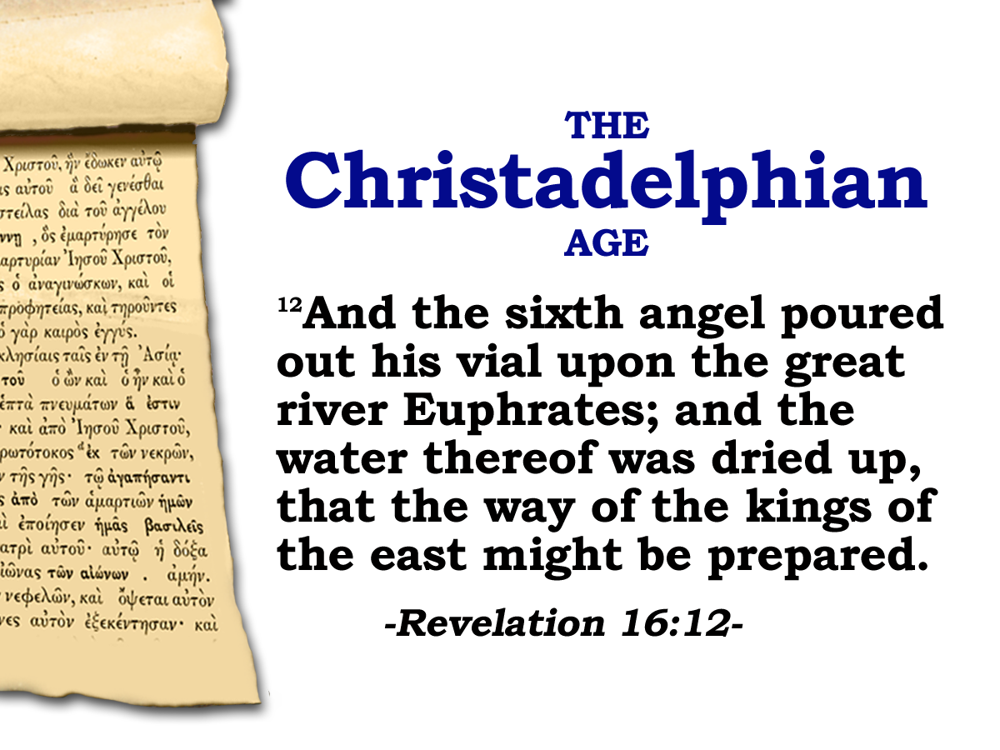 Χριστοῦ, ἣν ἔδωκεν αὐτῷ
ς αὐτοῦ ἃ δεῖ γενέσθαι
στείλας διὰ τοῦ ἀγγέλου
ννῃ , ὃς ἐμαρτύρησε τὸν
αρτυρίαν Ἰησοῦ Χριστοῦ,
ς ὁ ἀναγινώσκων, καὶ οἱ
προφητείας, καὶ τηροῦντες
ὁ γὰρ καιρὸς ἐγγύς.
κλησίαις ταῖς ἐν τῇ Ἀσίᾳ·
τοῦ ὁ ὢν καὶ ὁ ἦν καὶ ὁ
ἑπτὰ πνευμάτων ἅ ἐστιν
· καὶ ἀπὸ Ἰησοῦ Χριστοῦ,
ρωτότοκος ἐκ τῶν νεκρῶν,
ν τῆς γῆς· τῷ ἀγαπήσαντι
ς ἀπὸ τῶν ἁμαρτιῶν ἡμῶν
ὶ ἐποίησεν ἡμᾶς βασιλεῖς
ατρὶ αὐτοῦ· αὐτῷ ἡ δόξα
ἰῶνας τῶν αἰώνων . ἀμήν.
νεφελῶν, καὶ ὄψεται αὐτὸν
νες αὐτὸν ἐξεκέντησαν· καὶ
THE
Christadelphian
AGE
12And the sixth angel poured
out his vial upon the great
river Euphrates; and the
water thereof was dried up,
that the way of the kings of
the east might be prepared.
-Revelation 16:12-